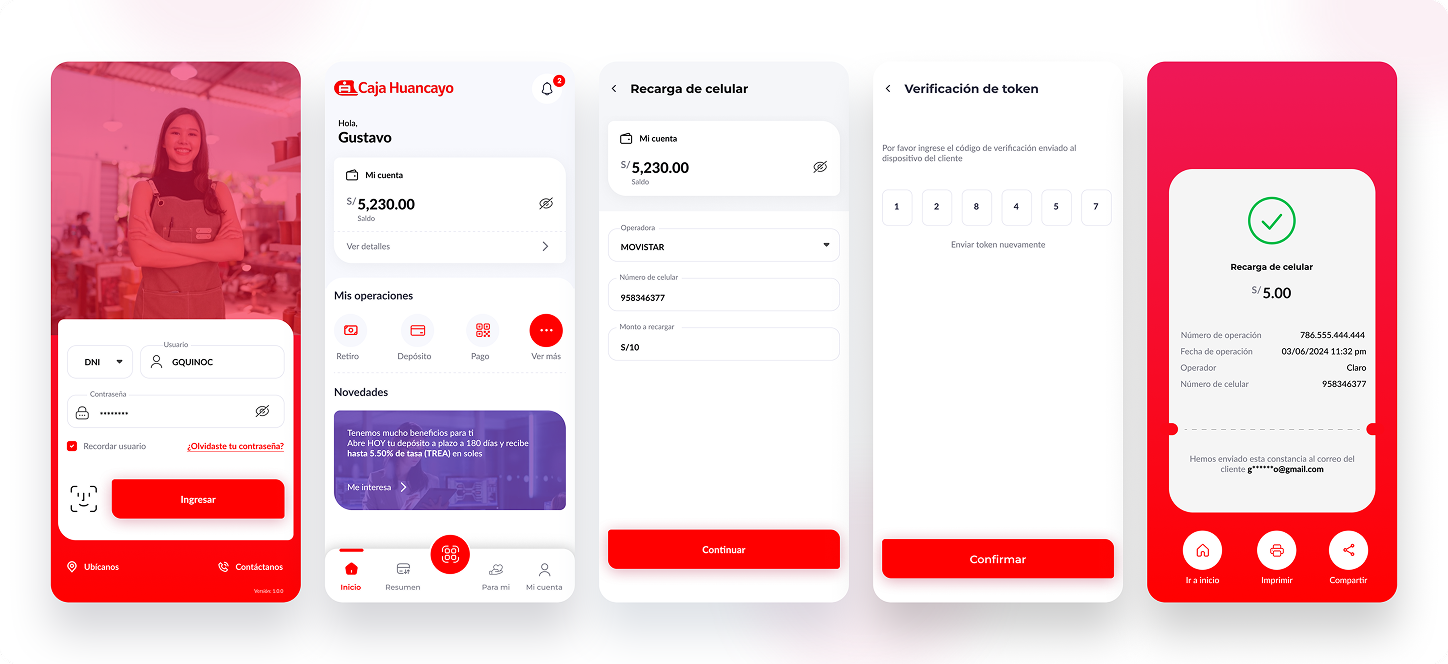 Usuario
DNI
GQUINOC
Contraseña
********
Recordar usuario
¿Olvidaste tu contraseña?
Ingresar
Ubícanos
Contáctanos
Versión: 1.0.0
Caja Huancayo
2
Hola,
Gustavo
Mi cuenta
S/ 5,230.00
Saldo
Ver detalles
Mis operaciones
Retiro
Depósito
Pago
Ver más
Novedades
Tenemos mucho beneficios para ti
Abre HOY tu depósito a plazo a 180 días y recibe
hasta 5.50% de tasa (TREA) en soles
Me interesa
Inicio
Resumen
Para mi
Mi cuenta
Recarga de celular
Mi cuenta
S/ 5,230.00
Saldo
Operadora
MOVISTAR
Número de celular
958346377
Monto a recargar
S/10
Continuar
Verificación de token
Por favor ingrese el código de verificación enviado al
dispositivo del cliente
1 2 8 4 5 7
Enviar token nuevamente
Confirmar
Recarga de celular
S/ 5.00
Número de operación 786.555.444.444
Fecha de operación 03/06/2024 11:32 pm
Operador Claro
Número de celular 958346377
Hemos enviado esta constancia al correo del
cliente g******o@gmail.com
Ir a inicio
Imprimir
Compartir